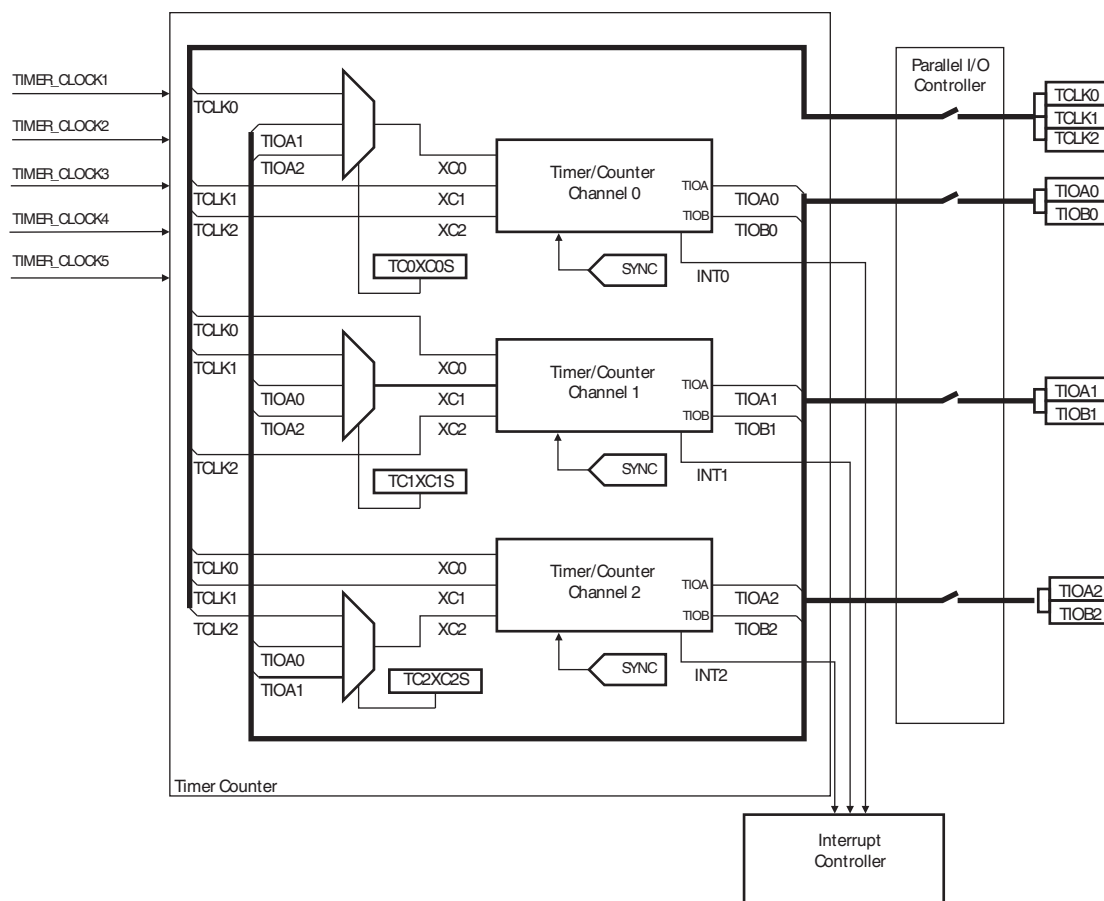 TIMER_CLOCK1
TIMER_CLOCK2
TIMER_CLOCK3
TIMER_CLOCK4
TIMER_CLOCK5
TCLK0
TIOA1
TIOA2
TCLK1
TCLK2
XC0
XC1
XC2
TC0XC0S
Timer/Counter
Channel 0
TIOA
TIOB
TIOA0
TIOB0
SYNC
INT0
TCLK0
TCLK1
TIOA0
TIOA2
TCLK2
XC0
XC1
XC2
TC1XC1S
Timer/Counter
Channel 1
TIOA
TIOB
TIOA1
TIOB1
SYNC
INT1
TCLK0
TCLK1
TCLK2
TIOA0
TIOA1
XC0
XC1
XC2
TC2XC2S
Timer/Counter
Channel 2
TIOA
TIOB
TIOA2
TIOB2
SYNC
INT2
Timer Counter
Parallel I/O
Controller
TCLK0
TCLK1
TCLK2
TIOA0
TIOB0
TIOA1
TIOB1
TIOA2
TIOB2
Interrupt
Controller